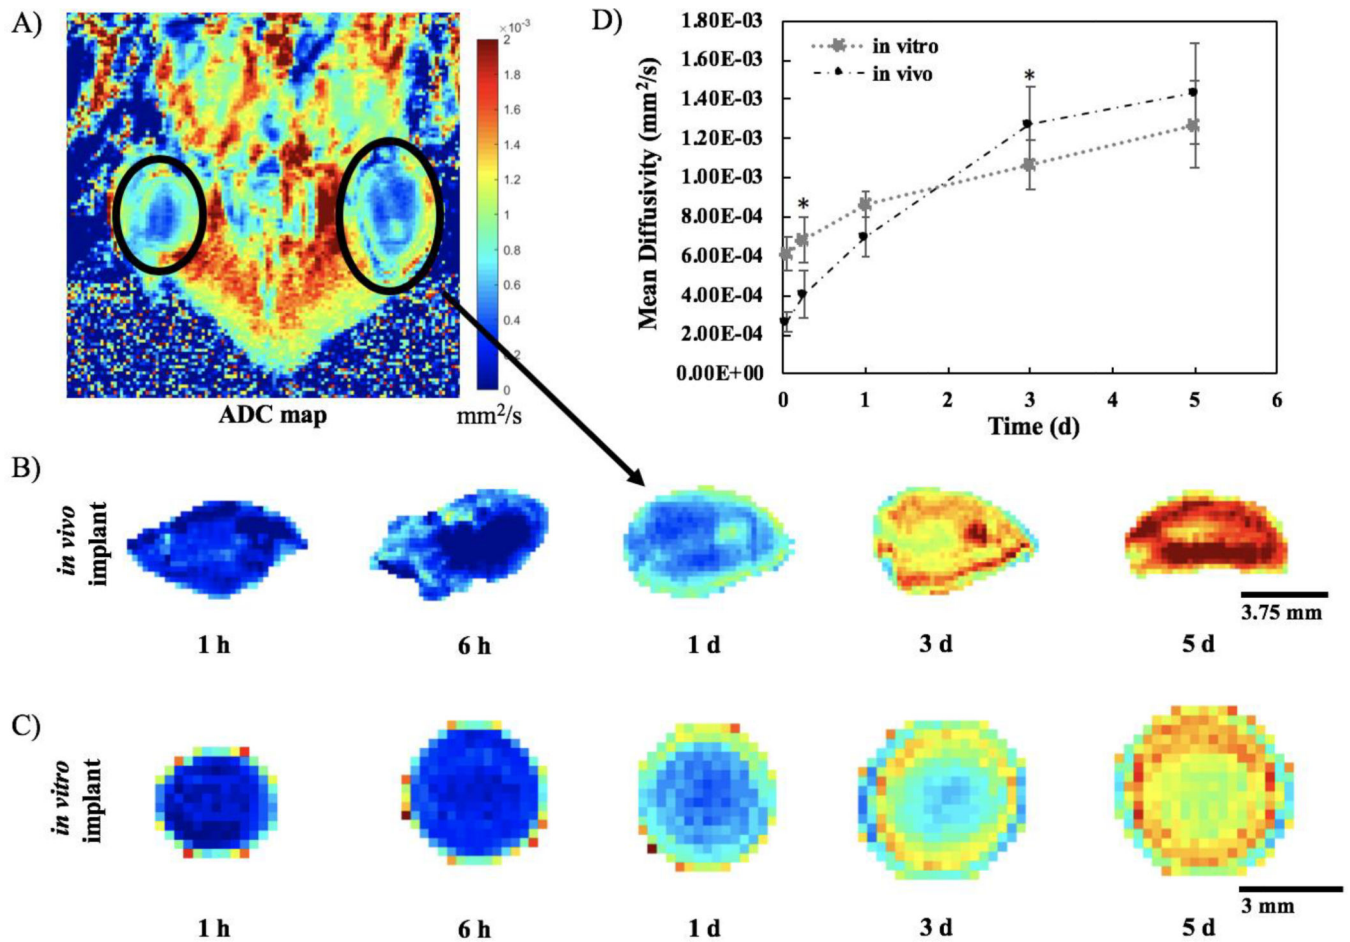 A)
×10⁻³
2
1.8
1.6
1.4
1.2
1
0.8
0.6
0.4
0.2
0
ADC map
mm²/s
D)
1.80E-03
1.60E-03
1.40E-03
1.20E-03
1.00E-03
8.00E-04
6.00E-04
4.00E-04
2.00E-04
0.00E+00
Mean Diffusivity (mm²/s)
in vitro
in vivo
*
*
0 1 2 3 4 5 6
Time (d)
B)
in vivo
implant
1 h 6 h 1 d 3 d 5 d
3.75 mm
C)
in vitro
implant
1 h 6 h 1 d 3 d 5 d
3 mm